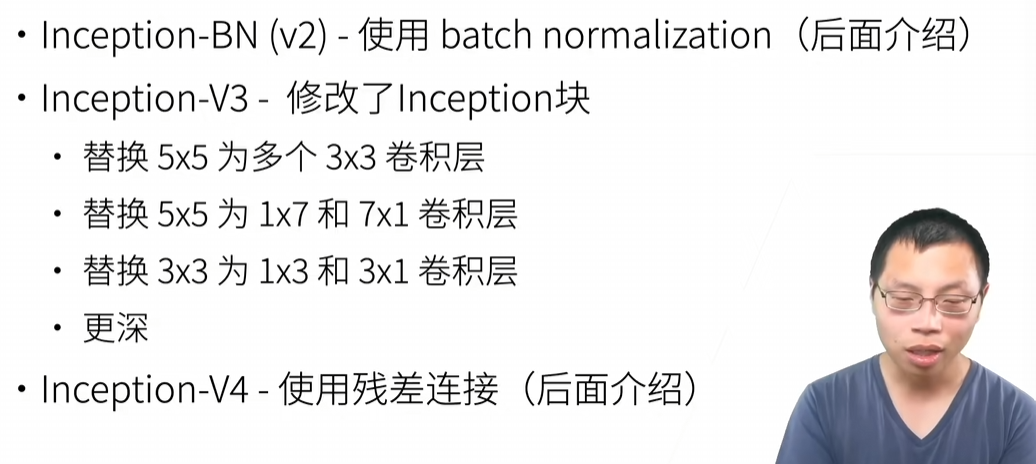 • Inception-BN (v2) - 使用 batch normalization（后面介绍）
• Inception-V3 - 修改了Inception块
• 替换 5x5 为多个 3x3 卷积层
• 替换 5x5 为 1x7 和 7x1 卷积层
• 替换 3x3 为 1x3 和 3x1 卷积层
• 更深
• Inception-V4 - 使用残差连接（后面介绍）